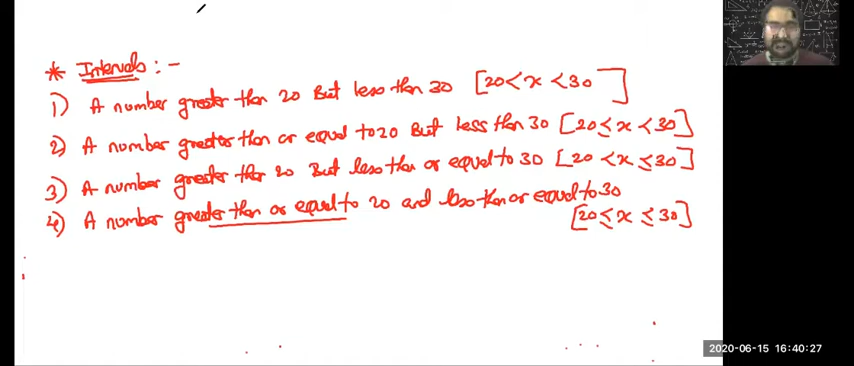 * Intervals :-
1) A number greater than 20 But less than 30 [20 < x < 30]
2) A number greater than or equal to 20 But less than 30 [20 ≤ x < 30]
3) A number greater than 20 But less than or equal to 30 [20 < x ≤ 30]
4) A number greater than or equal to 20 and less than or equal to 30
[20 ≤ x ≤ 30]
2020-06-15 16:40:27